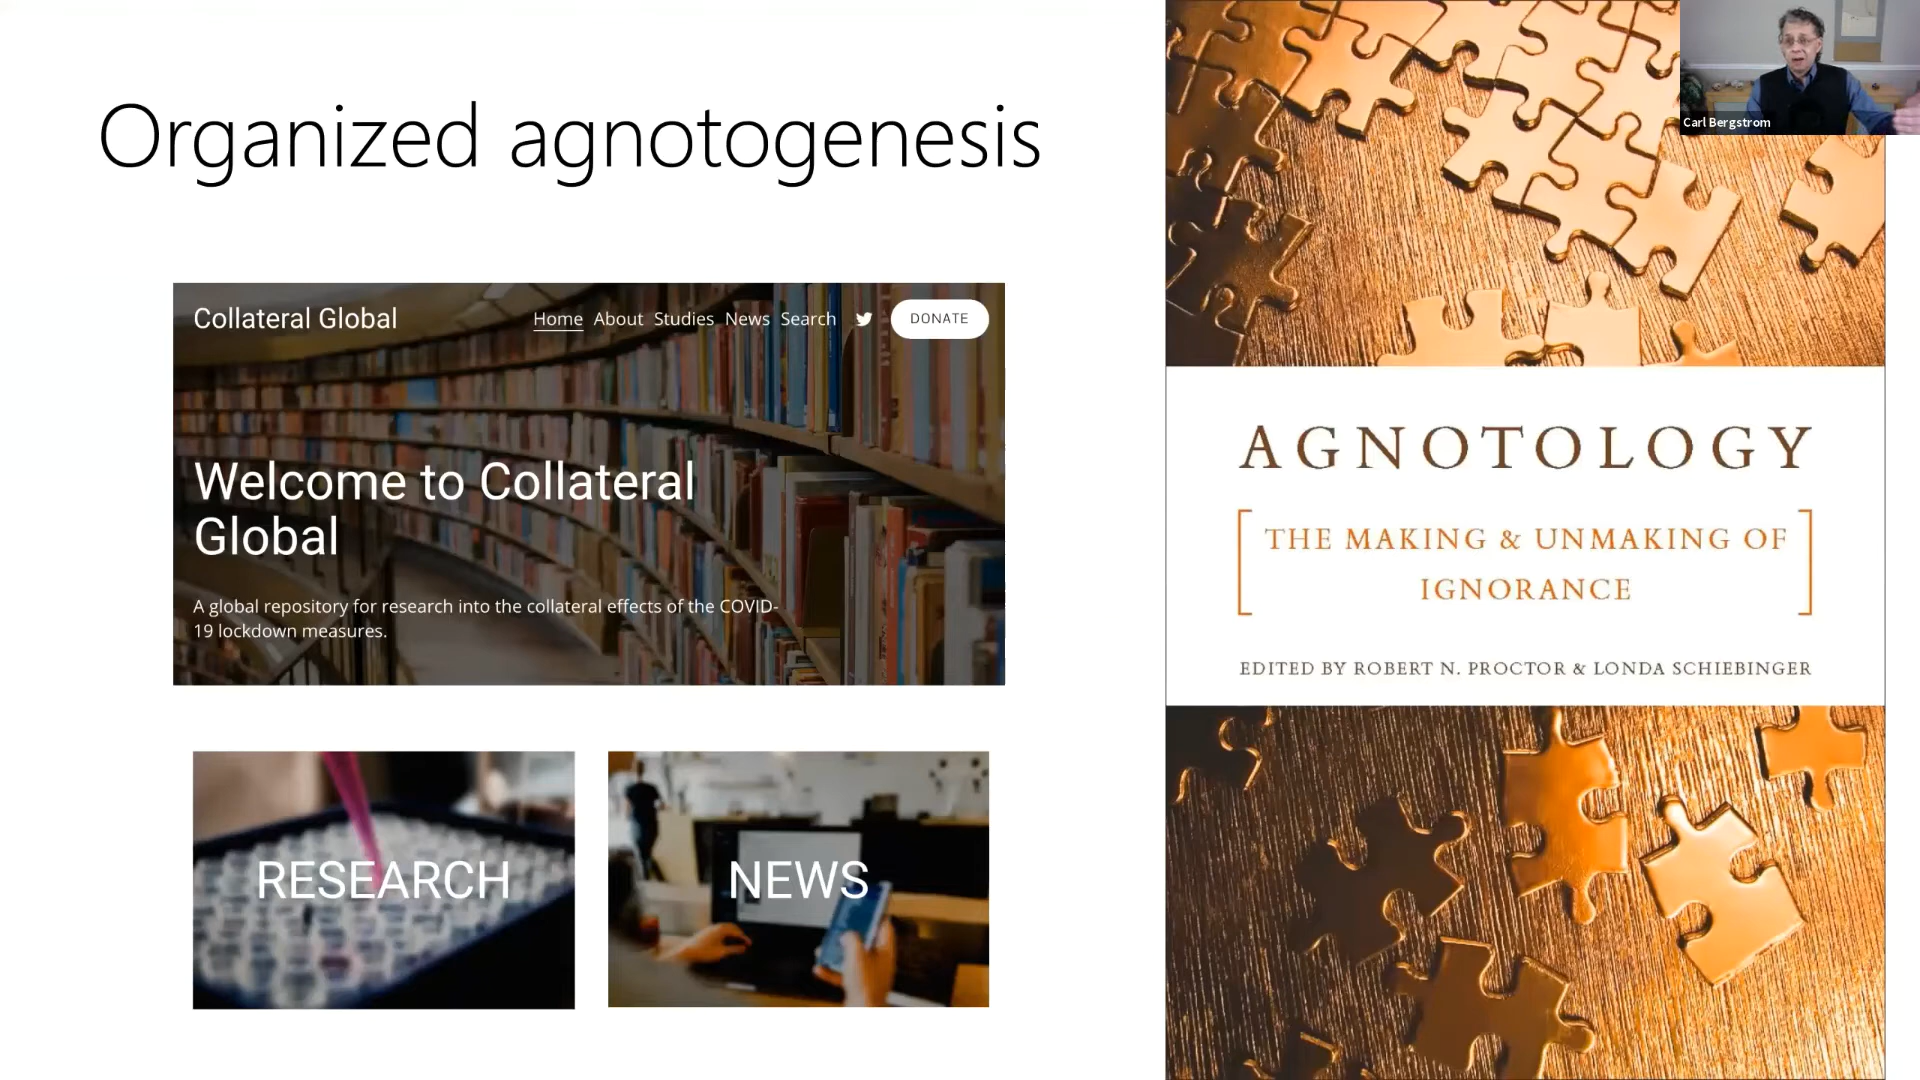 Organized agnotogenesis
Collateral Global
Home About Studies News Search
DONATE
Welcome to Collateral
Global
A global repository for research into the collateral effects of the COVID-
19 lockdown measures.
RESEARCH
NEWS
Carl Bergstrom
AGNOTOLOGY
THE MAKING & UNMAKING OF
IGNORANCE
EDITED BY ROBERT N. PROCTOR & LONDA SCHIEBINGER